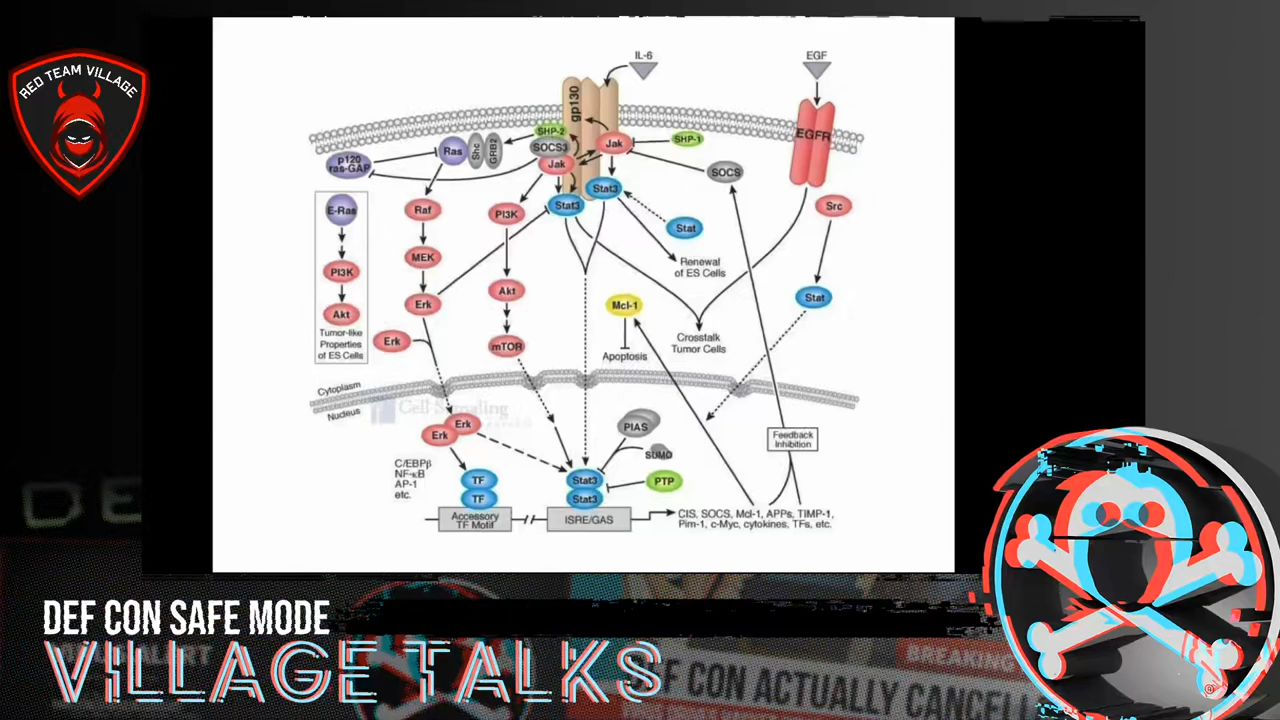 RED TEAM VILLAGE
IL-6
EGF
gp130
EGFR
SHP-2
SOCS3
Jak
Jak
SHP-1
SOCS
p120
ras-GAP
Ras
Shc
GRB2
Stat3
Stat3
Stat
Src
E-Ras
PI3K
Akt
Tumor-like
Properties
of ES Cells
Raf
MEK
Erk
Erk
PI3K
Akt
mTOR
Renewal
of ES Cells
Stat
Mcl-1
Apoptosis
Crosstalk
Tumor Cells
Cytoplasm
Nucleus
Cell Signaling
Erk
Erk
PIAS
SUMO
PTP
Feedback
Inhibition
C/EBPβ
NF-κB
AP-1
etc.
TF
TF
Stat3
Stat3
Accessory
TF Motif
ISRE/GAS
CIS, SOCS, Mcl-1, APPs, TIMP-1,
Pim-1, c-Myc, cytokines, TFs, etc.
DEF CON SAFE MODE
VILLAGE TALKS
BREAKING
DEF CON ACTUALLY CANCELL